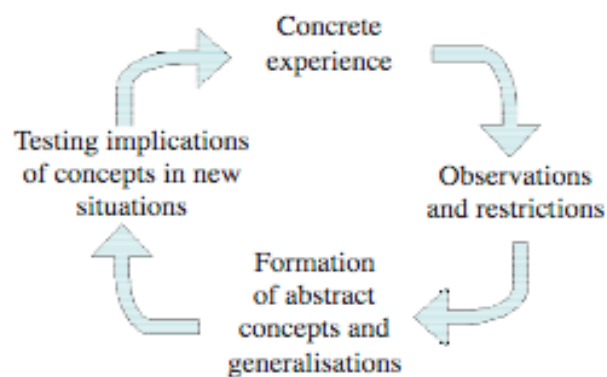 Concrete
experience
Observations
and restrictions
Formation
of abstract
concepts and
generalisations
Testing implications
of concepts in new
situations